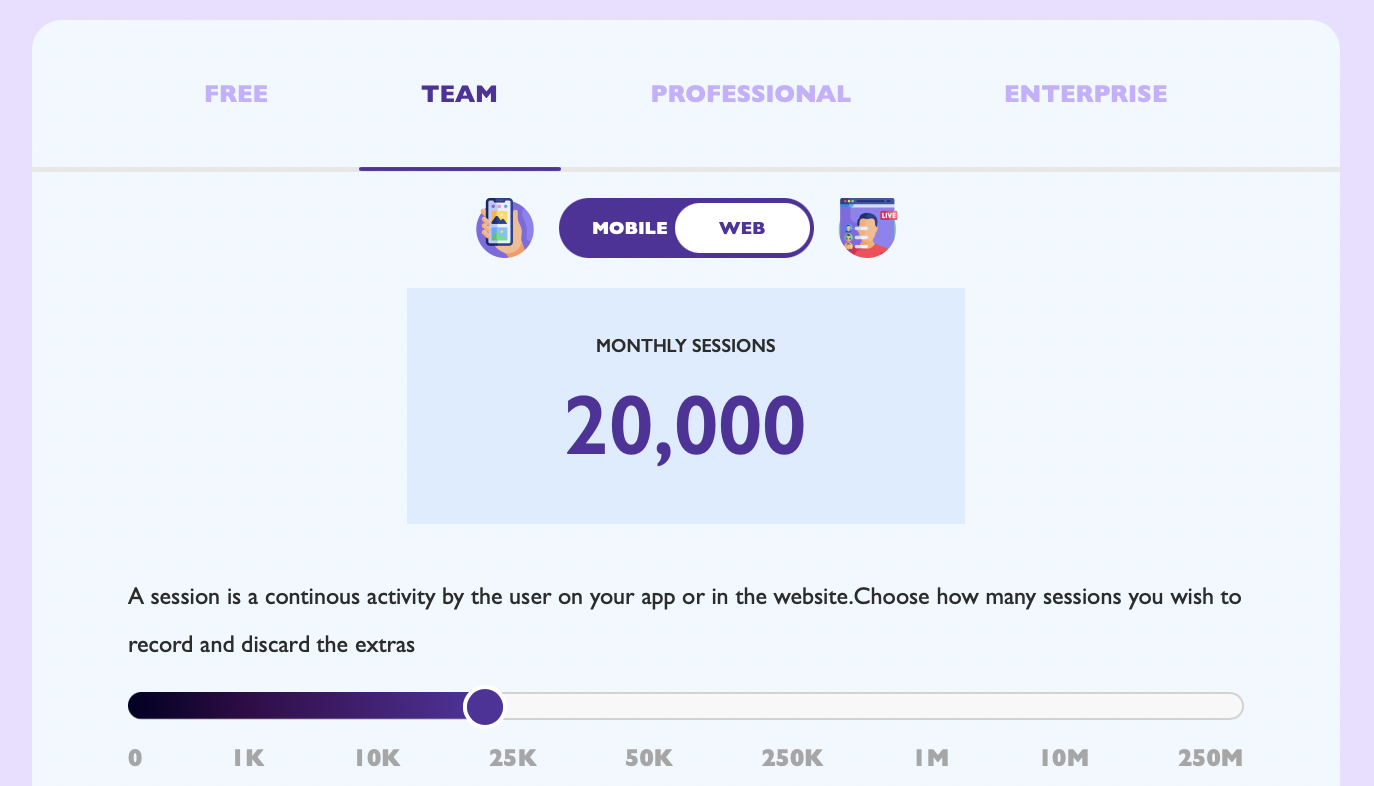 FREE TEAM PROFESSIONAL ENTERPRISE
MOBILE WEB LIVE
MONTHLY SESSIONS
20,000
A session is a continous activity by the user on your app or in the website.Choose how many sessions you wish to
record and discard the extras
0 1K 10K 25K 50K 250K 1M 10M 250M